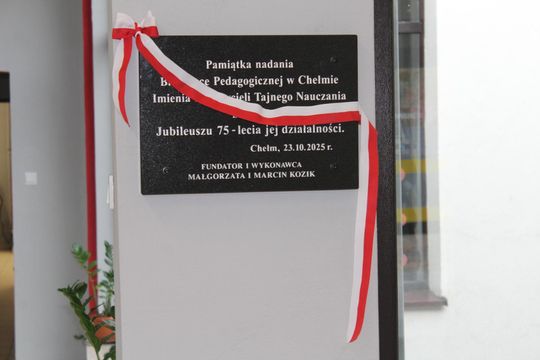 Pamiątka nadania
Pedagogicznej w Chełmie
Imienia Tajnego Nauczania
Jubileuszu 75-lecia jej działalności.
Chełm, 23.10.2025 r.
FUNDATOR I WYKONAWCA
MAŁGORZATA I MARCIN KOZIK